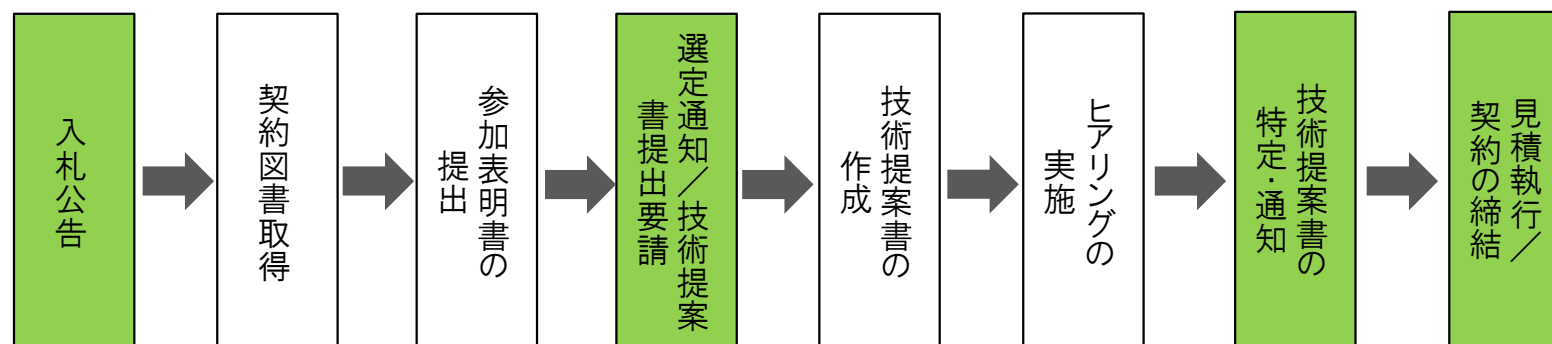 入札公告
契約図書取得
参加表明書の
提出
選定通知／技術提案
書提出要請
技術提案書の
作成
ヒアリングの
実施
技術提案書の
特定・通知
見積執行／
契約の締結